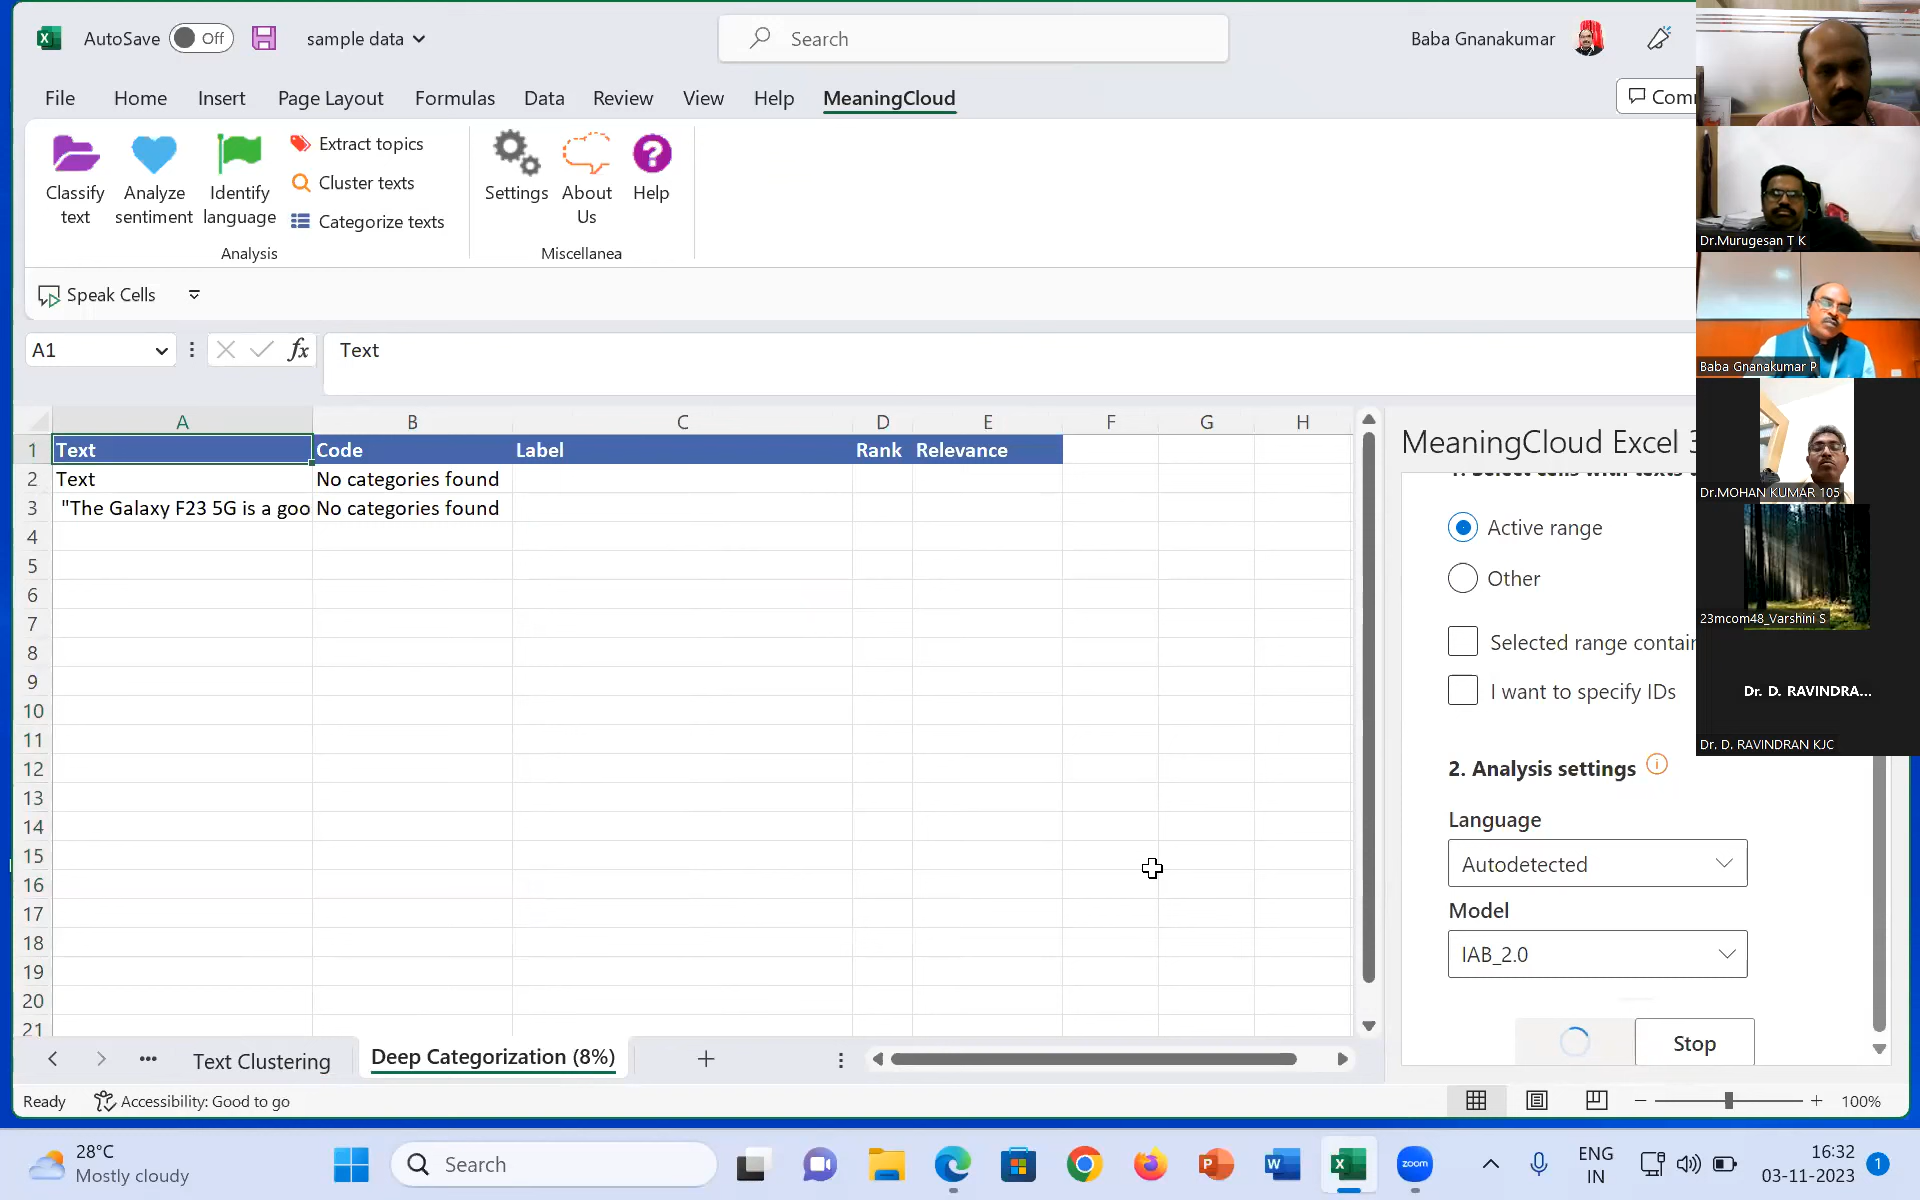 AutoSave Off sample data Search Baba Gnanakumar
File Home Insert Page Layout Formulas Data Review View Help MeaningCloud
Classify text
Analyze sentiment
Identify language
Extract topics
Cluster texts
Categorize texts
Analysis
Settings
About Us
Help
Miscellanea
Speak Cells
A1 fx Text
A B C D E F G H
1 Text Code Label Rank Relevance
2 Text No categories found
3 "The Galaxy F23 5G is a goo No categories found
4
5
6
7
8
9
10
11
12
13
14
15
16
17
18
19
20
21
MeaningCloud Excel
Active range
Other
I want to specify IDs
2. Analysis settings
Language
Autodetected
Model
IAB_2.0
Stop
Dr.Murugesan T K
Baba Gnanakumar P
Dr.MOHAN KUMAR 105
23mcom48_Varshini S
Dr. D. RAVINDRA...
Dr. D. RAVINDRAN KJC
Text Clustering Deep Categorization (8%)
Ready Accessibility: Good to go 100%
28°C
Mostly cloudy
Search
zoom
ENG
IN
16:32
03-11-2023
1